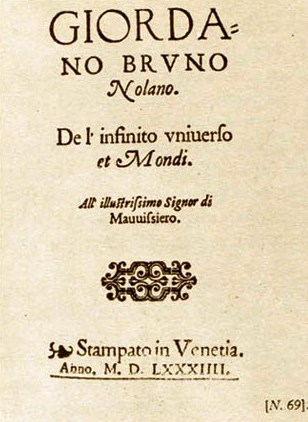 GIORDA=
NO BRVNO
Nolano.
De l' infinito vniuerſo
et Mondi.
All' illuſtriſsimo Signor di
Mauuiſsiero.
Stampato in Venetia.
Anno. M. D. LXXXIIII.
[N. 69].